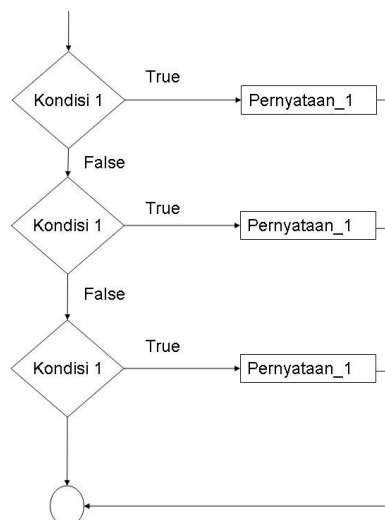 True
Kondisi 1
Pernyataan_1
False
True
Kondisi 1
Pernyataan_1
False
True
Kondisi 1
Pernyataan_1